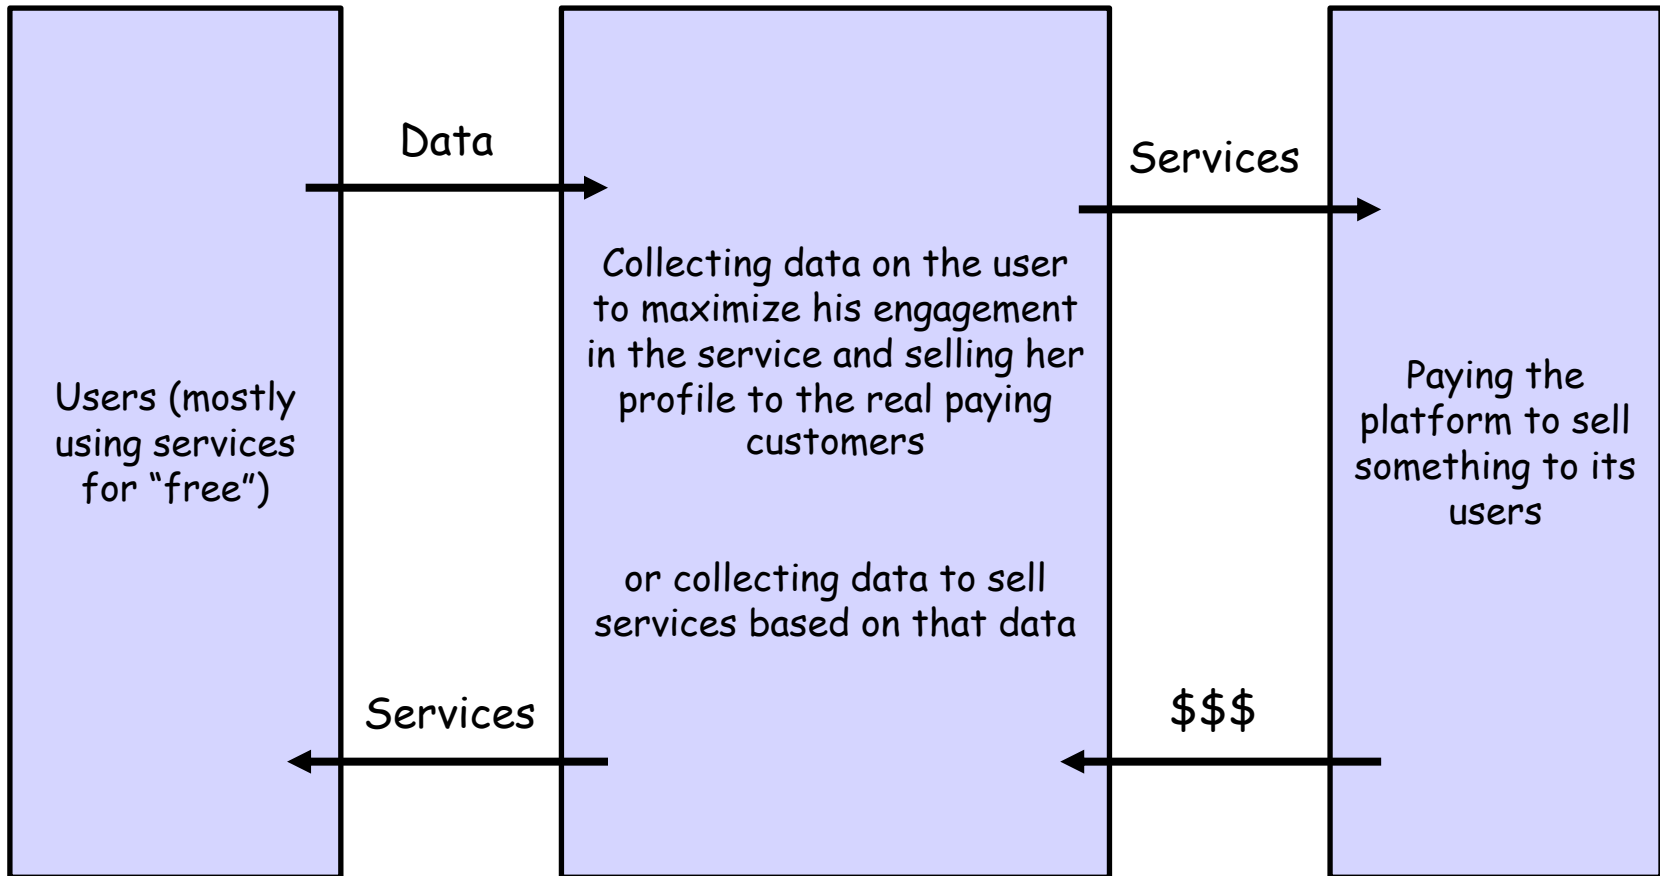 Data
Services
Users (mostly
using services
for “free”)
Collecting data on the user
to maximize his engagement
in the service and selling her
profile to the real paying
customers
or collecting data to sell
services based on that data
Paying the
platform to sell
something to its
users
Services
$$$